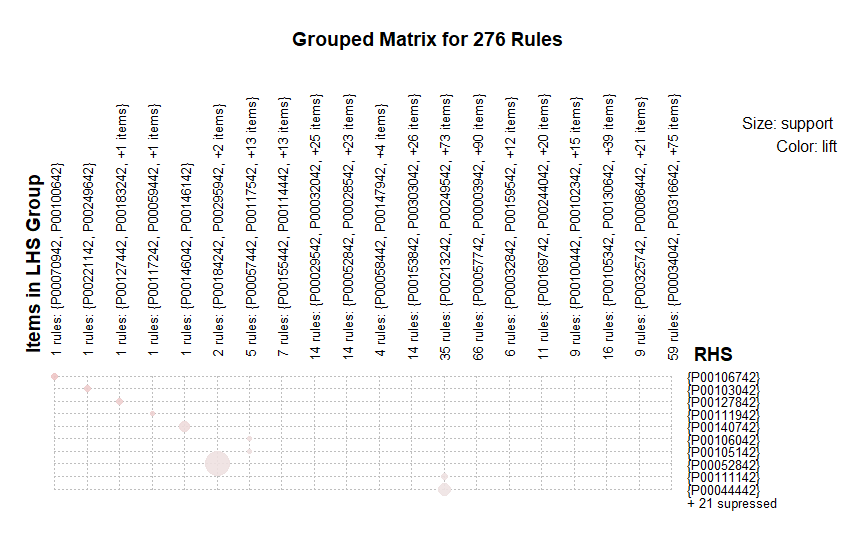 Grouped Matrix for 276 Rules
Size: support
Color: lift
Items in LHS Group
1 rules: {P00070942, P00100642}
1 rules: {P00221142, P00249642}
1 rules: {P00127442, P00183242, +1 items}
1 rules: {P00117242, P00059442, +1 items}
1 rules: {P00146042, P00146142}
2 rules: {P00184242, P00295942, +2 items}
5 rules: {P00057442, P00117542, +13 items}
7 rules: {P00155442, P00114442, +13 items}
14 rules: {P00029542, P00032042, +25 items}
14 rules: {P00052842, P00028542, +23 items}
4 rules: {P00058442, P00147942, +4 items}
14 rules: {P00153842, P00303042, +26 items}
35 rules: {P00213242, P00249542, +73 items}
66 rules: {P00057742, P00003942, +90 items}
6 rules: {P00032842, P00159542, +12 items}
11 rules: {P00169742, P00244042, +20 items}
9 rules: {P00100442, P00102342, +15 items}
16 rules: {P00105342, P00130642, +39 items}
9 rules: {P00325742, P00086442, +21 items}
59 rules: {P00034042, P00316642, +75 items}
RHS
{P00106742}
{P00103042}
{P00127842}
{P00111942}
{P00140742}
{P00106042}
{P00105142}
{P00052842}
{P00111142}
{P00044442}
+ 21 supressed